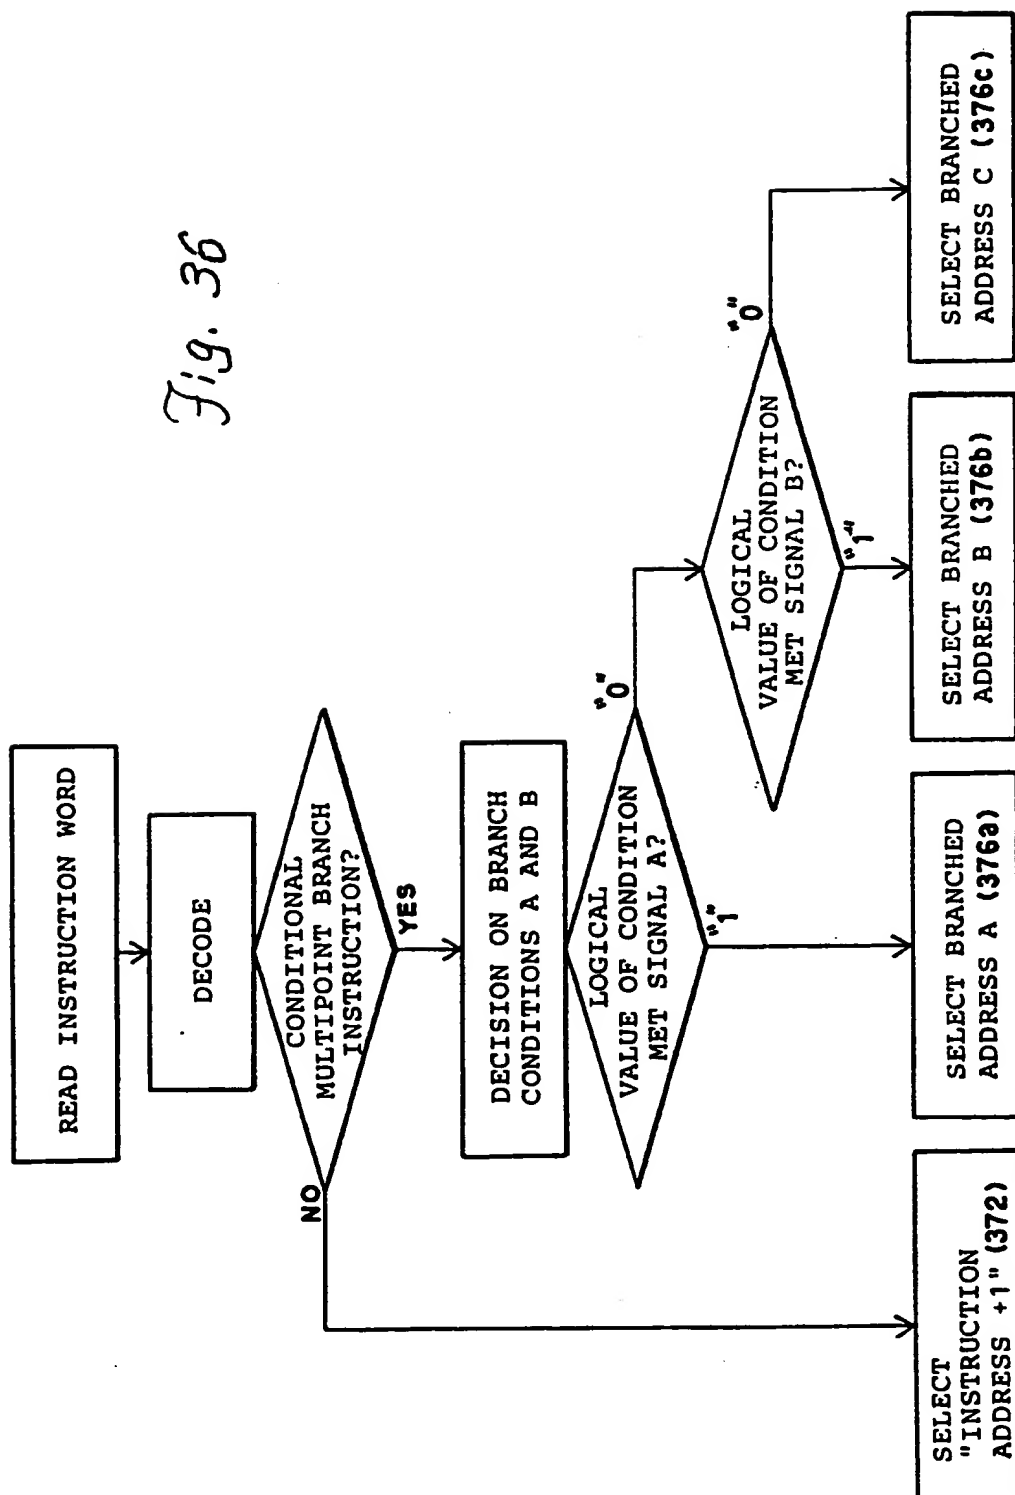 Fig. 36
READ INSTRUCTION WORD
DECODE
CONDITIONAL
MULTIPOINT BRANCH
INSTRUCTION?
NO
YES
DECISION ON BRANCH
CONDITIONS A AND B
LOGICAL
VALUE OF CONDITION
MET SIGNAL A?
"0"
"1"
LOGICAL
VALUE OF CONDITION
MET SIGNAL B?
"0"
"1"
SELECT
"INSTRUCTION
ADDRESS +1" (372)
SELECT BRANCHED
ADDRESS A (376a)
SELECT BRANCHED
ADDRESS B (376b)
SELECT BRANCHED
ADDRESS C (376c)